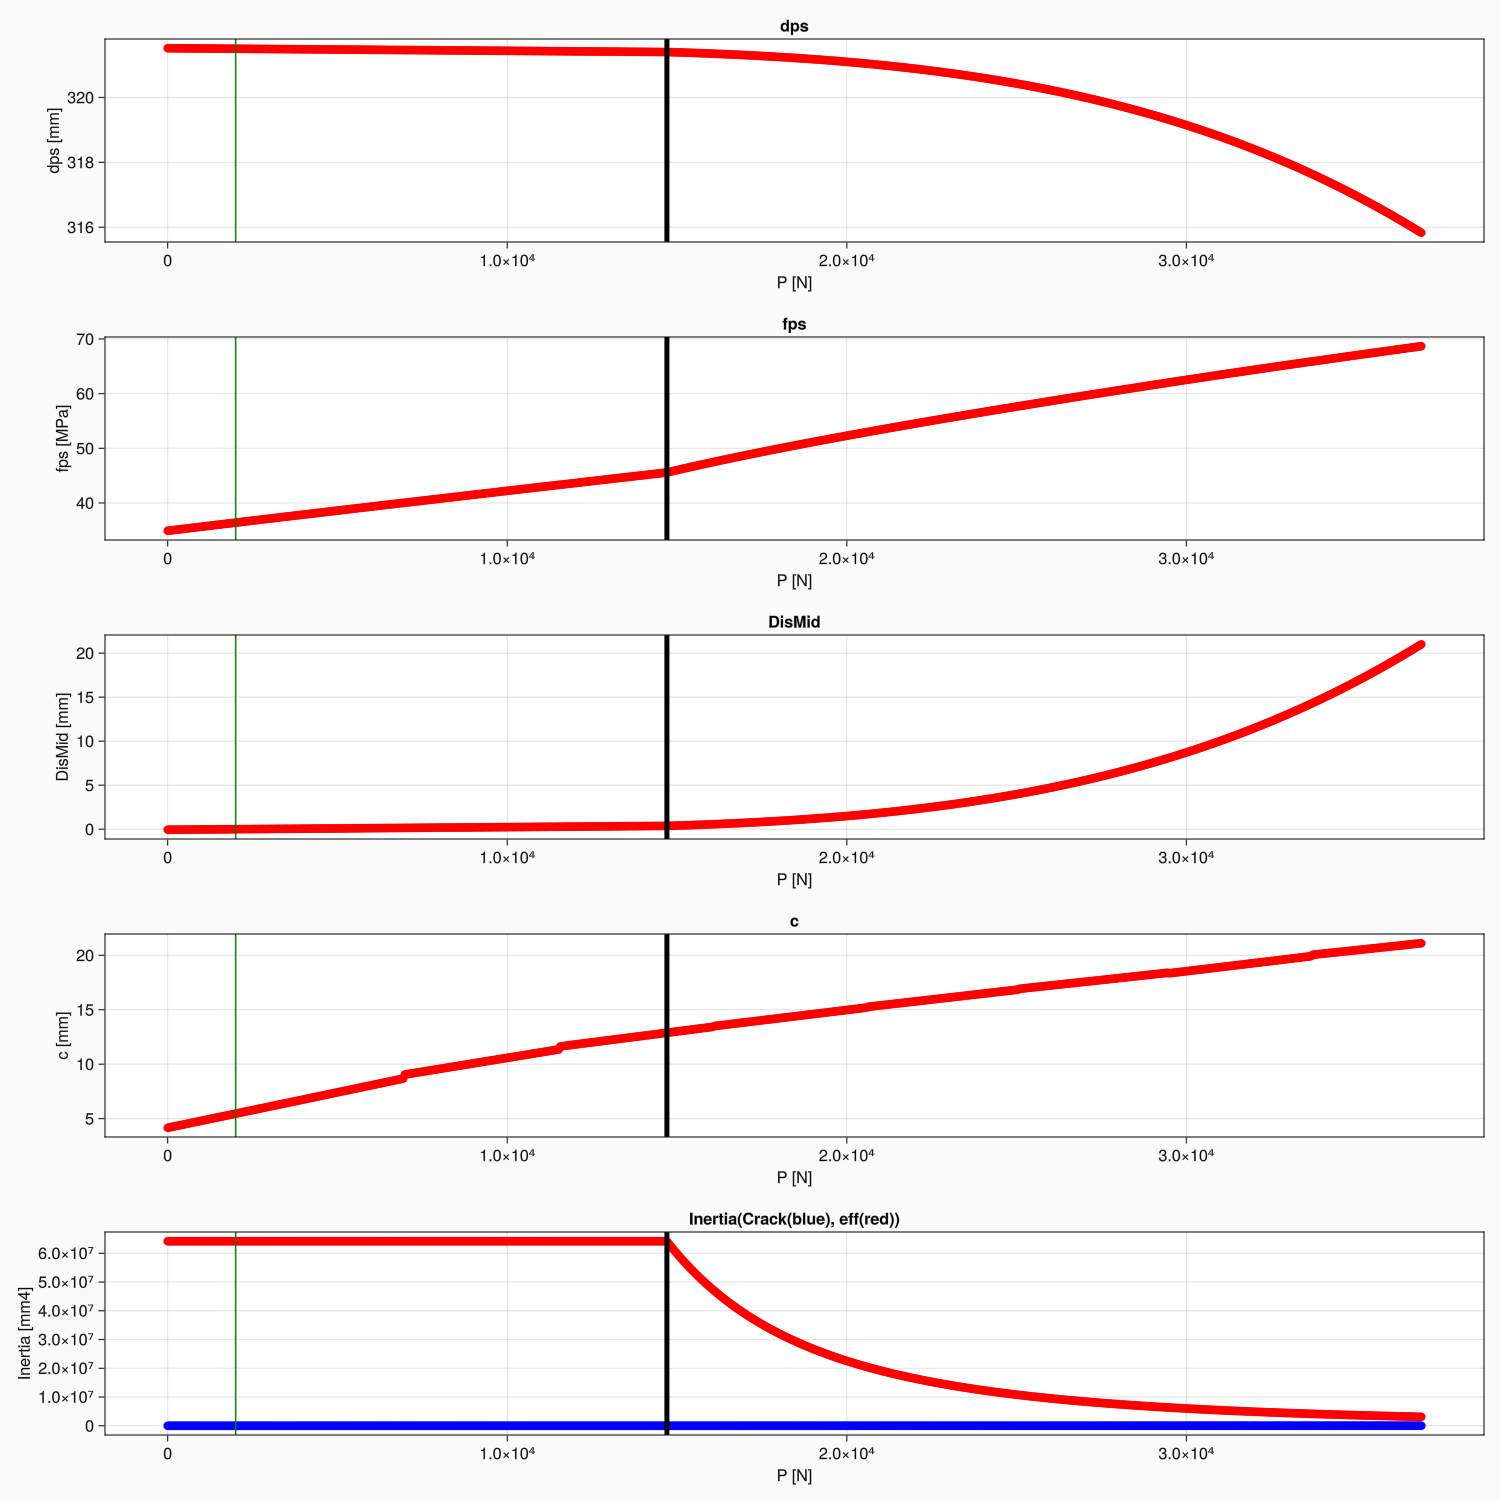 dps
dps [mm]
320
318
316
0
1.0×10⁴
2.0×10⁴
3.0×10⁴
P [N]
fps
fps [MPa]
70
60
50
40
0
1.0×10⁴
2.0×10⁴
3.0×10⁴
P [N]
DisMid
DisMid [mm]
20
15
10
5
0
0
1.0×10⁴
2.0×10⁴
3.0×10⁴
P [N]
c
c [mm]
20
15
10
5
0
1.0×10⁴
2.0×10⁴
3.0×10⁴
P [N]
Inertia(Crack(blue), eff(red))
Inertia [mm4]
6.0×10⁷
5.0×10⁷
4.0×10⁷
3.0×10⁷
2.0×10⁷
1.0×10⁷
0
0
1.0×10⁴
2.0×10⁴
3.0×10⁴
P [N]